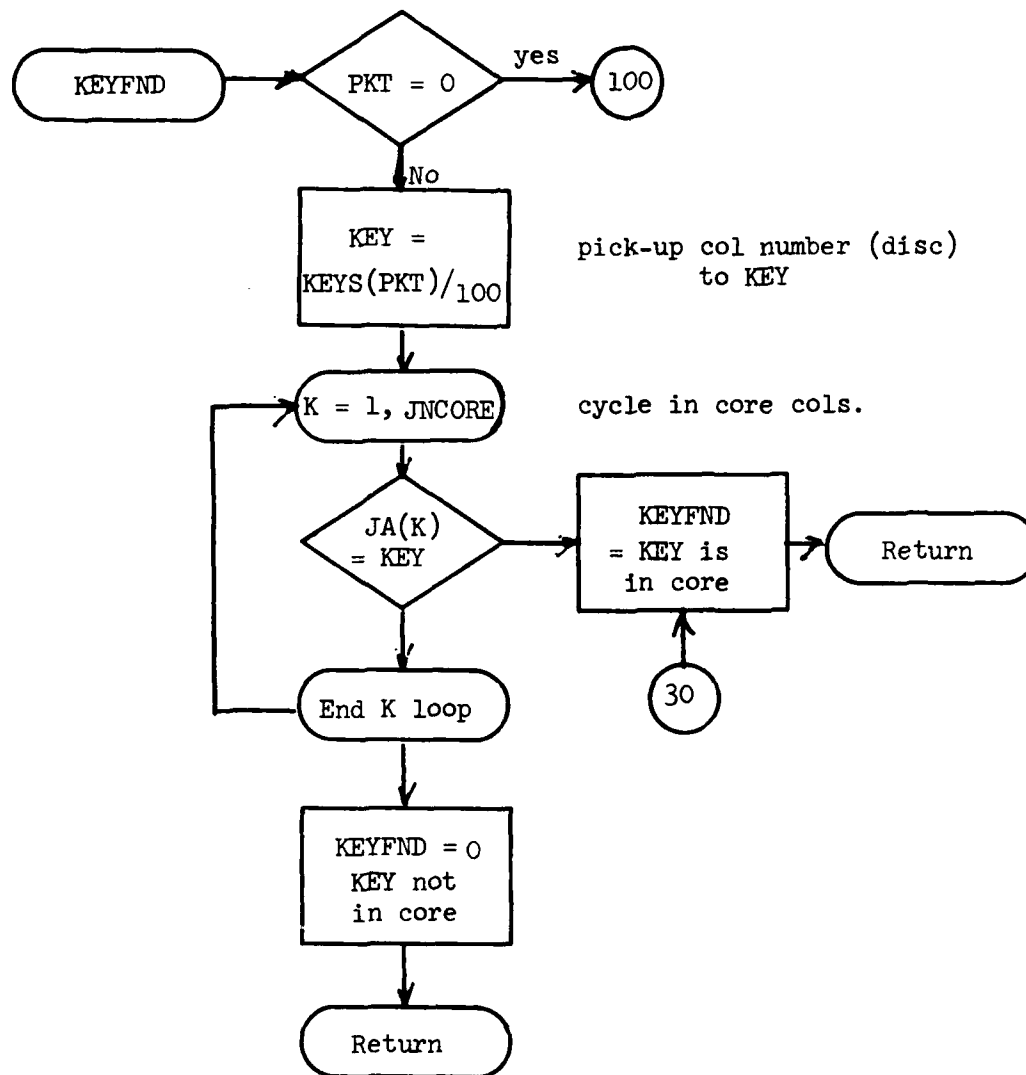 KEYFND
PKT = 0
yes
100
No
KEY =
KEYS(PKT)/100
pick-up col number (disc)
to KEY
K = 1, JNCORE
cycle in core cols.
JA(K)
= KEY
KEYFND
= KEY is
in core
Return
30
End K loop
KEYFND = 0
KEY not
in core
Return